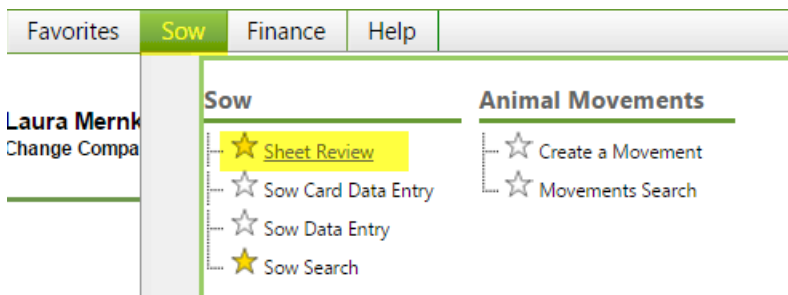 Favorites Sow Finance Help
Laura Mernk
Change Compa
Sow
Sheet Review
Sow Card Data Entry
Sow Data Entry
Sow Search
Animal Movements
Create a Movement
Movements Search